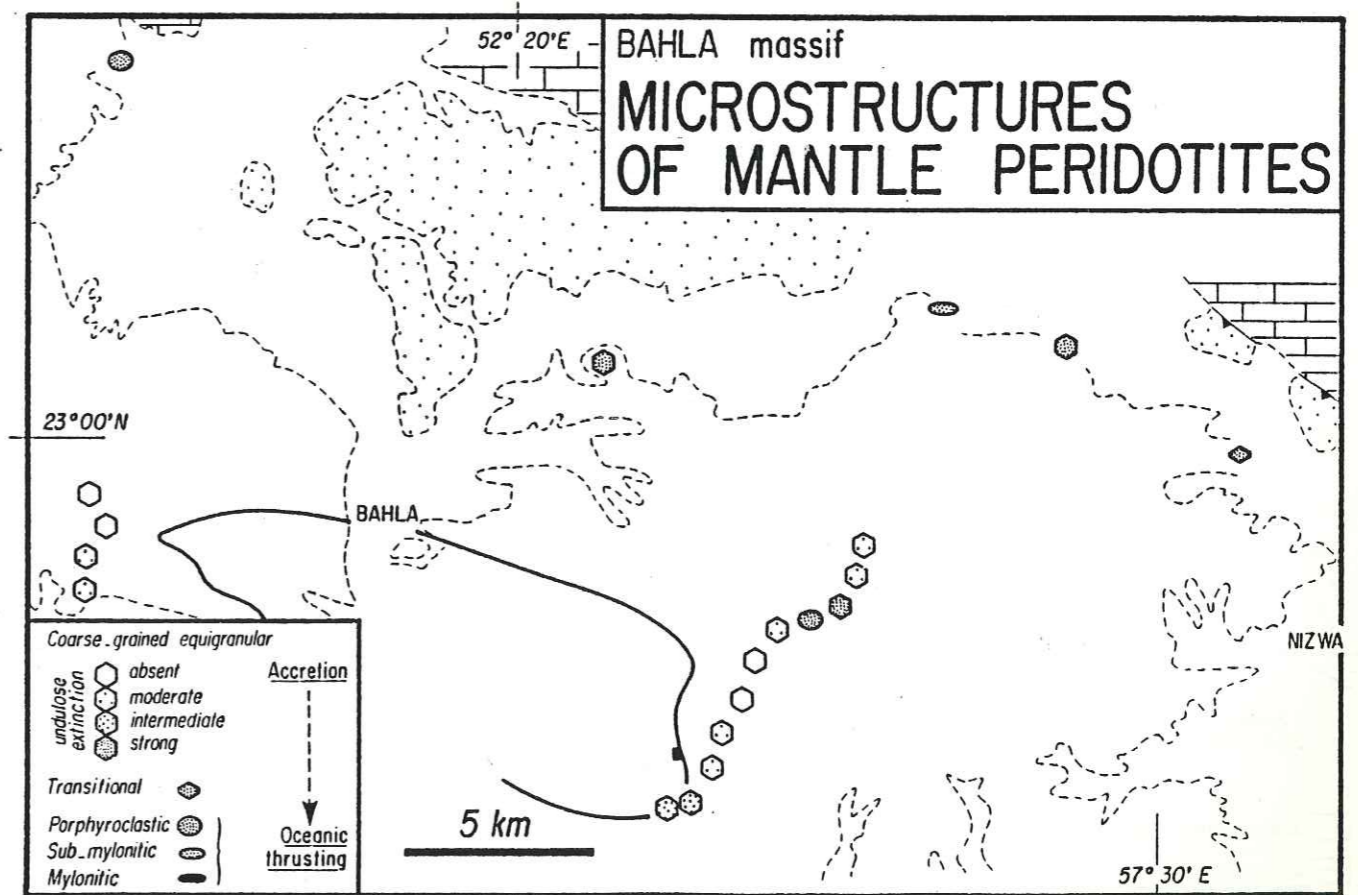 52° 20'E
BAHLA massif
MICROSTRUCTURES
OF MANTLE PERIDOTITES
23°00'N
BAHLA
NIZWA
Coarse_grained equigranular
undulose
extinction
absent
moderate
intermediate
strong
Accretion
Transitional
Porphyroclastic
Sub_mylonitic
Mylonitic
Oceanic
thrusting
5 km
57° 30' E